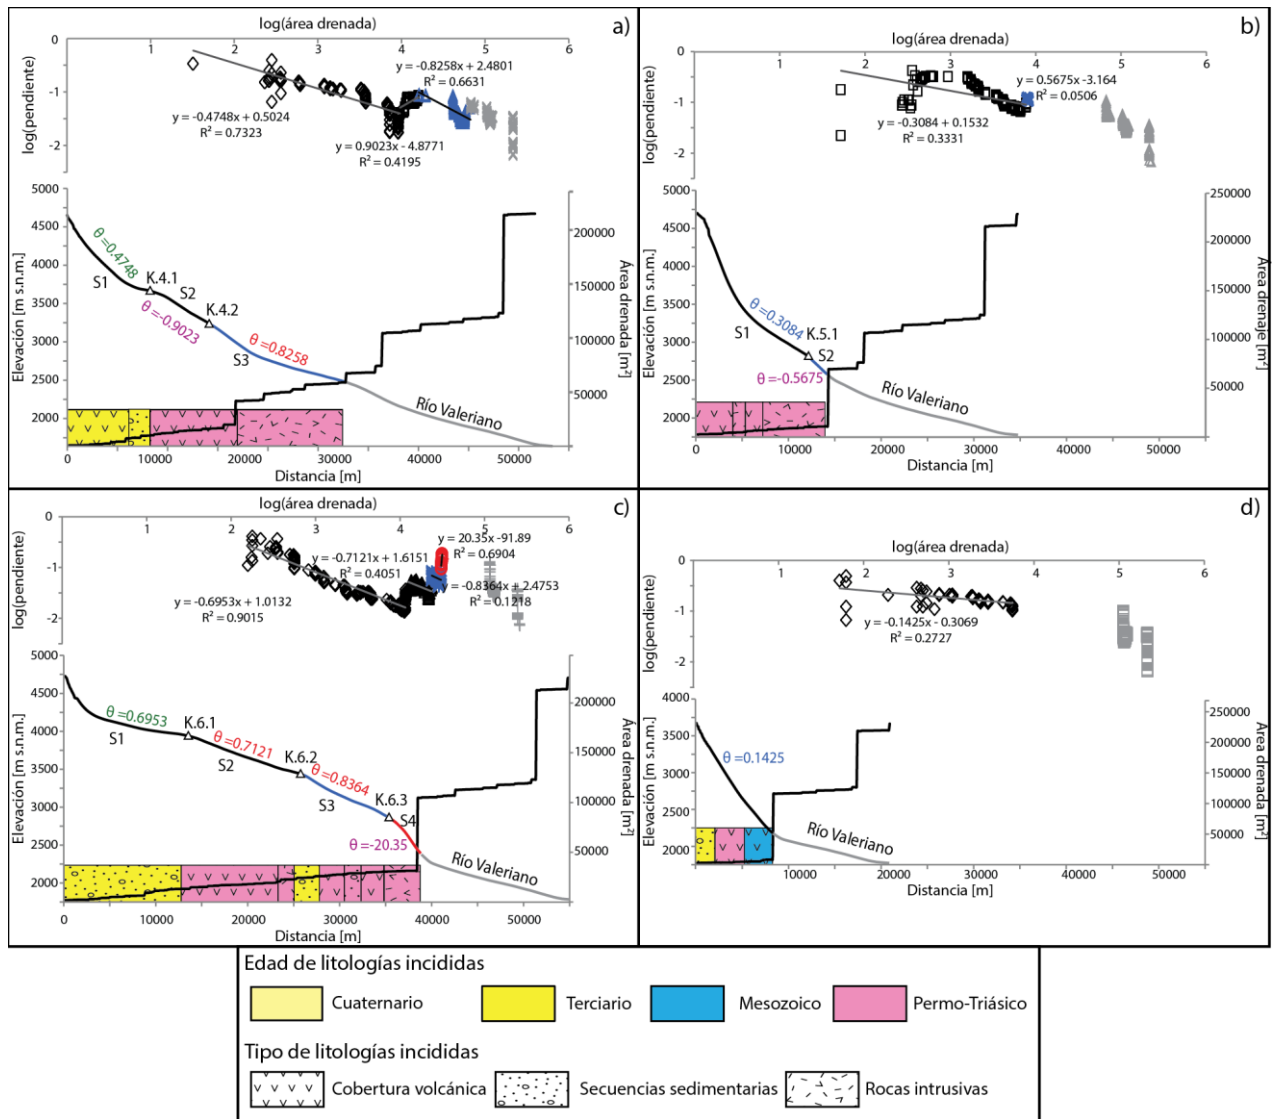 a)
log(área drenada)
1 2 3 4 5 6
0
-1
-2
log(pendiente)
y = -0.8258x + 2.4801
R² = 0.6631
y = -0.4748x + 0.5024
R² = 0.7323
y = 0.9023x - 4.8771
R² = 0.4195
5000
4500
4000
3500
3000
2500
2000
Elevación [m s.n.m.]
200000
150000
100000
50000
0
Área drenada [m²]
θ=0.4748
S1
K.4.1
S2
K.4.2
θ=-0.9023
θ=0.8258
S3
0 10000 20000 30000 40000 50000
Distancia [m]
b)
log(área drenada)
0 1 2 3 4 5 6
0
-1
-2
log(pendiente)
y = 0.5675x -3.164
R² = 0.0506
y = -0.3084 + 0.1532
R² = 0.3331
5000
4500
4000
3500
3000
2500
2000
Elevación [m s.n.m.]
250000
200000
150000
100000
50000
0
Área drenaje [m²]
θ=0.3084
S1
K.5.1
S2
θ=-0.5675
Río Valeriano
0 10000 20000 30000 40000 50000
Distancia [m]
c)
log(área drenada)
1 2 3 4 5 6
0
-1
-2
log(pendiente)
y = 20.35x -91.89
R² = 0.6904
y = -0.7121x + 1.6151
R² = 0.4051
y = -0.8364x + 2.4753
R² = 0.1218
y = -0.6953x + 1.0132
R² = 0.9015
5000
4500
4000
3500
3000
2500
2000
Elevación [m s.n.m.]
200000
150000
100000
50000
0
Área drenada [m²]
θ=0.6953
S1
K.6.1
θ=0.7121
S2
K.6.2
θ=0.8364
S3
K.6.3
S4
θ=-20.35
Río Valeriano
0 10000 20000 30000 40000 50000
Distancia [m]
d)
log(área drenada)
1 2 3 4 5 6
0
-1
-2
log(pendiente)
y = -0.1425x - 0.3069
R² = 0.2727
4000
3500
3000
2500
2000
Elevación [m s.n.m.]
250000
200000
150000
100000
50000
0
Área drenada [m²]
θ=0.1425
Río Valeriano
10000 20000 30000 40000 50000
Distancia [m]
Río Valeriano
Edad de litologías incididas
Cuaternario Terciario Mesozoico Permo-Triásico
Tipo de litologías incididas
Cobertura volcánica Secuencias sedimentarias Rocas intrusivas